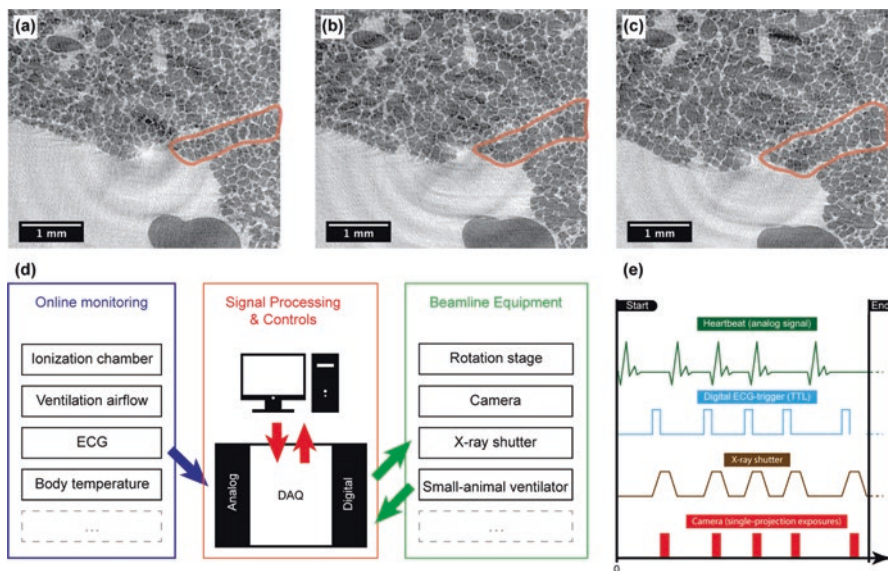 (a)
(b)
(c)
1 mm
1 mm
1 mm
(d)
Online monitoring
Ionization chamber
Ventilation airflow
ECG
Body temperature
...
Signal Processing
& Controls
Analog
DAQ
Digital
Beamline Equipment
Rotation stage
Camera
X-ray shutter
Small-animal ventilator
...
(e)
Start
End
Heartbeat (analog signal)
Digital ECG-trigger (TTL)
X-ray shutter
Camera (single-projection exposures)
0